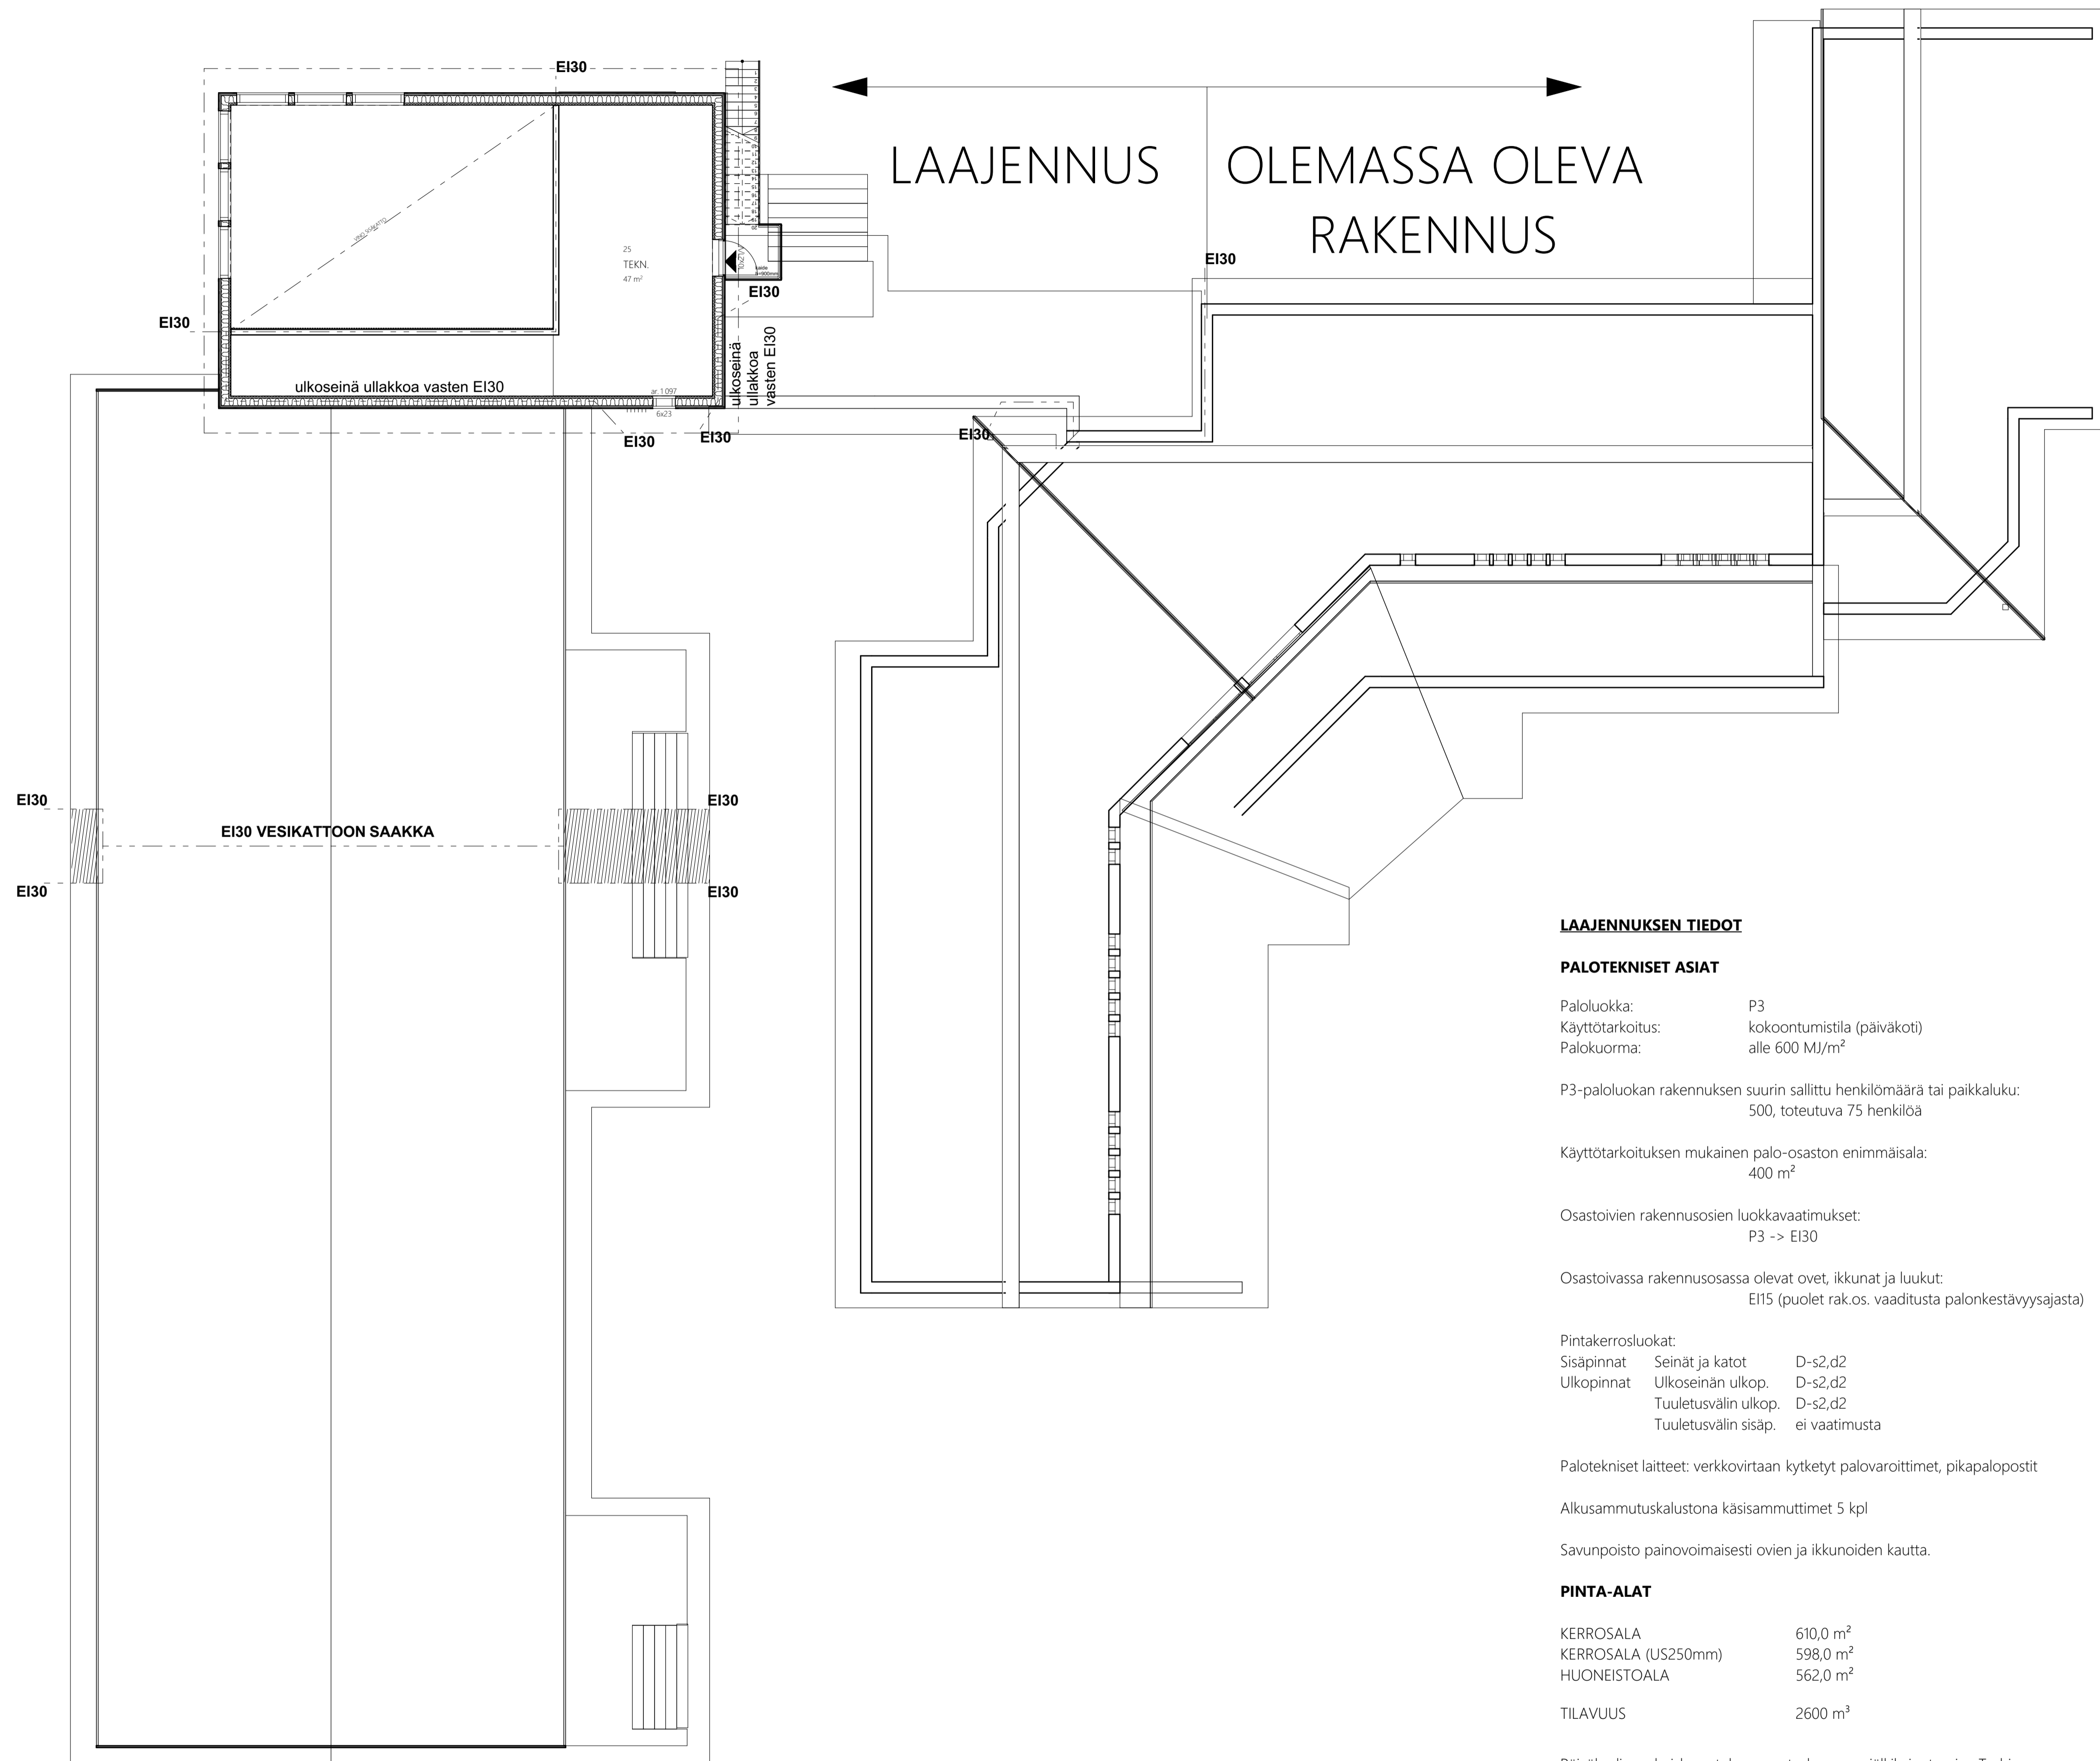 EI30
LAAJENNUS
OLEMASSA OLEVA
RAKENNUS
VINO SISÄKATTO
25
TEKN.
47 m²
EI30
EI30
EI30
ulkoseinä
ullakkoa
vasten EI30
ulkoseinä ullakkoa vasten EI30
6x23
EI30
EI30
EI30
EI30
EI30
EI30 VESIKATTOON SAAKKA
EI30
EI30
LAAJENNUKSEN TIEDOT
PALOTEKNISET ASIAT
Paloluokka: P3
Käyttötarkoitus: kokoontumistila (päiväkoti)
Palokuorma: alle 600 MJ/m²
P3-paloluokan rakennuksen suurin sallittu henkilömäärä tai paikkaluku:
500, toteutuva 75 henkilöä
Käyttötarkoituksen mukainen palo-osaston enimmäisala:
400 m²
Osastoivien rakennusosien luokkavaatimukset:
P3 -> EI30
Osastoivassa rakennusosassa olevat ovet, ikkunat ja luukut:
EI15 (puolet rak.os. vaaditusta palonkestävyysajasta)
Pintakerrosluokat:
Sisäpinnat Seinät ja katot D-s2,d2
Ulkopinnat Ulkoseinän ulkop. D-s2,d2
Tuuletusvälin ulkop. D-s2,d2
Tuuletusvälin sisäp. ei vaatimusta
Palotekniset laitteet: verkkovirtaan kytketyt palovaroittimet, pikapalopostit
Alkusammutuskalustona käsisammuttimet 5 kpl
Savunpoisto painovoimaisesti ovien ja ikkunoiden kautta.
PINTA-ALAT
KERROSALA 610,0 m²
KERROSALA (US250mm) 598,0 m²
HUONEISTOALA 562,0 m²
TILAVUUS 2600 m³